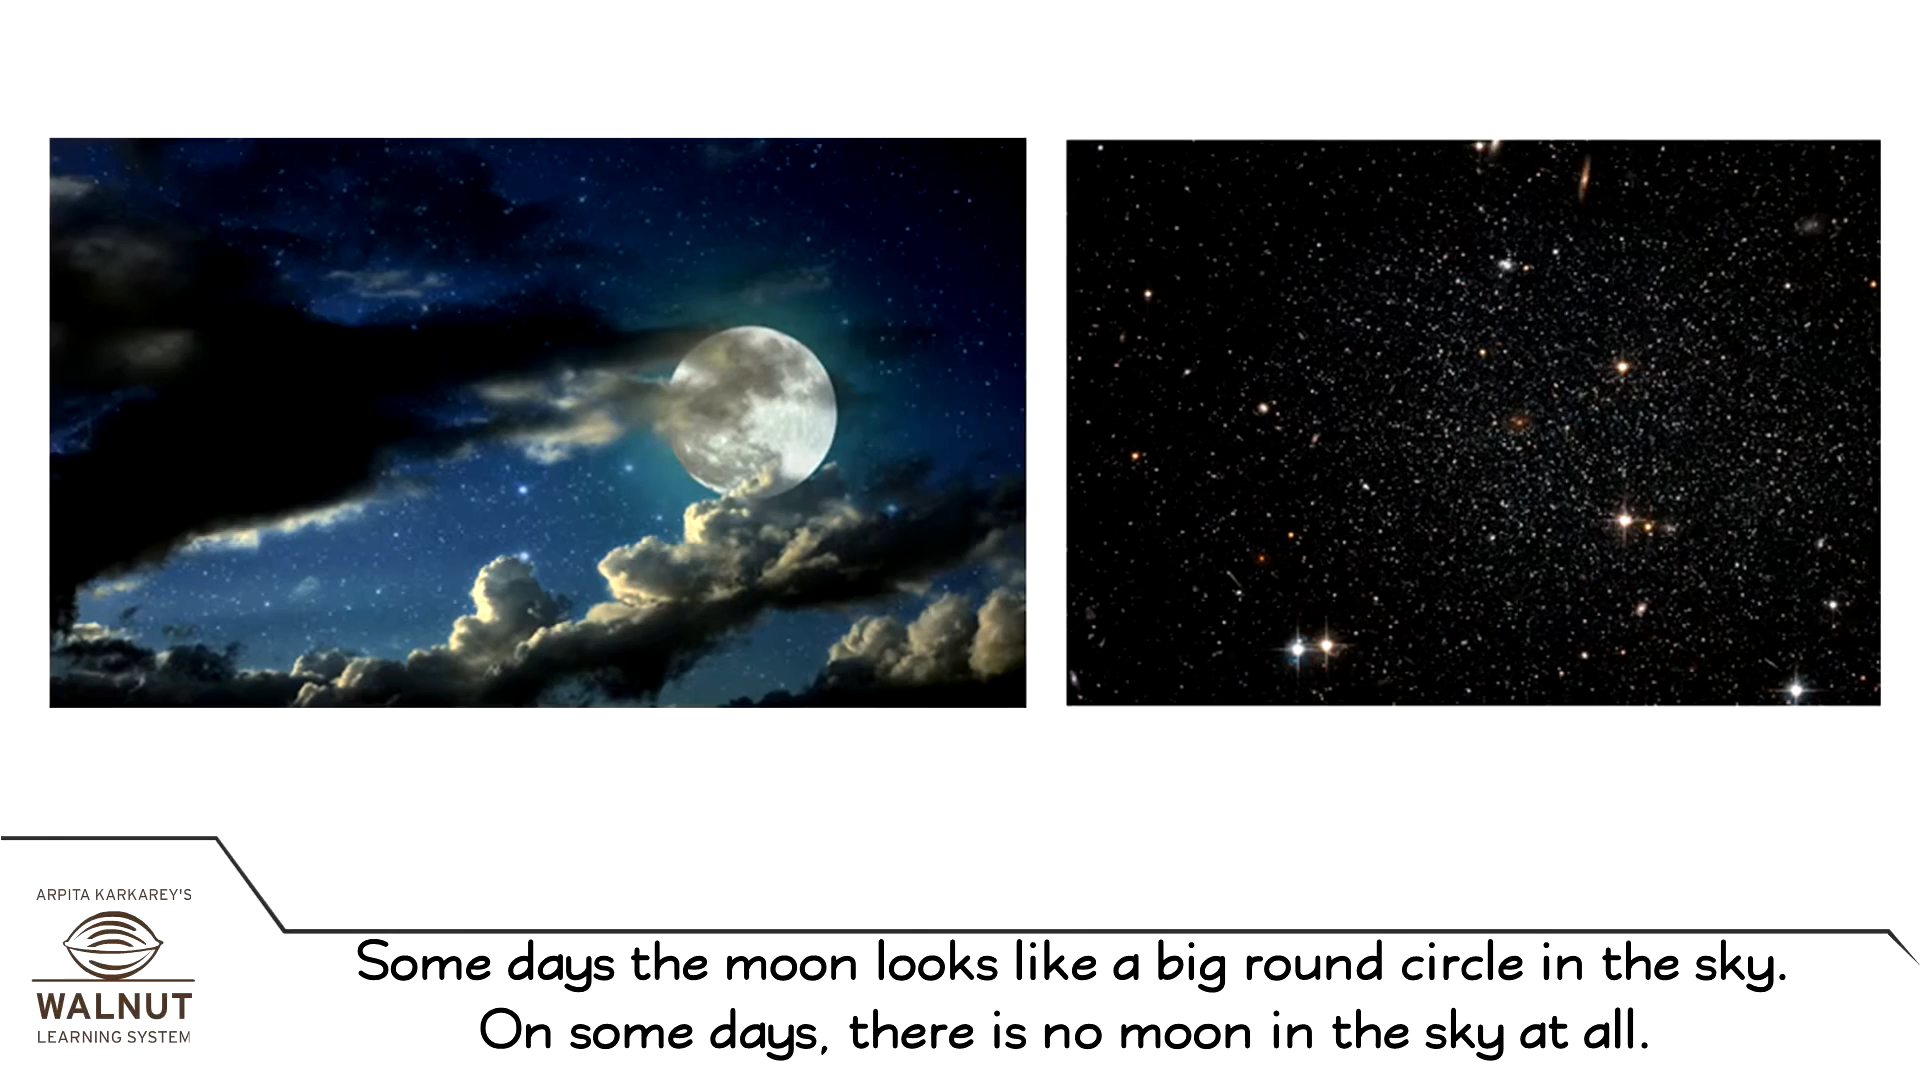 ARPITA KARKAREY'S
WALNUT
LEARNING SYSTEM
Some days the moon looks like a big round circle in the sky.
On some days, there is no moon in the sky at all.